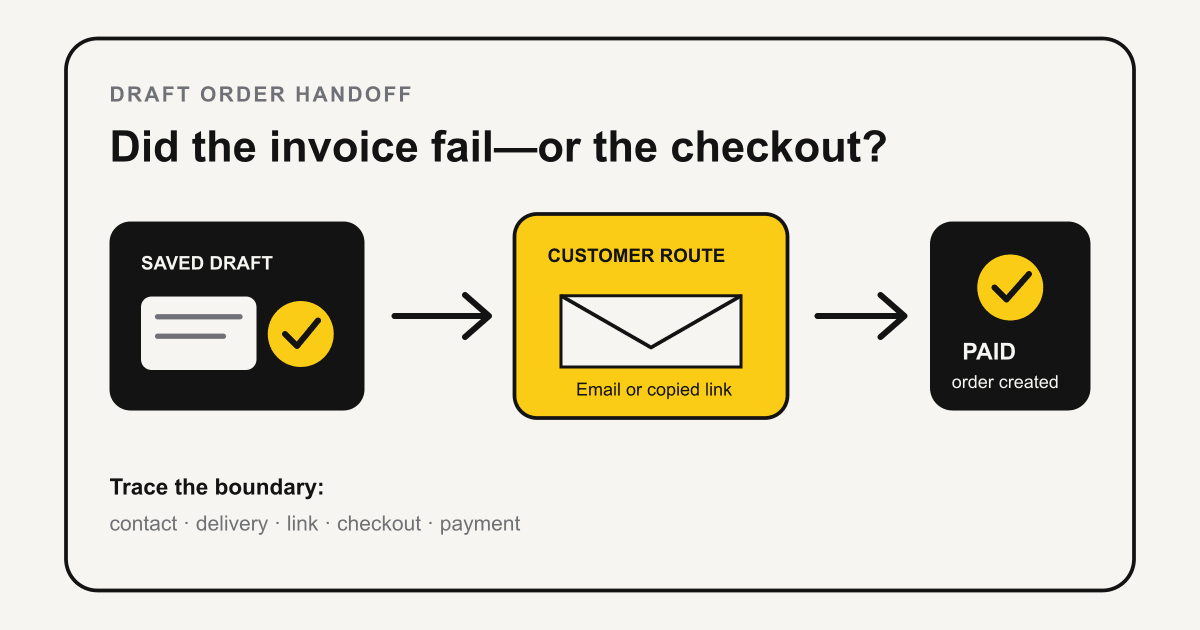 DRAFT ORDER HANDOFF
Did the invoice fail—or the checkout?
SAVED DRAFT
CUSTOMER ROUTE
Email or copied link
PAID
order created
Trace the boundary:
contact · delivery · link · checkout · payment